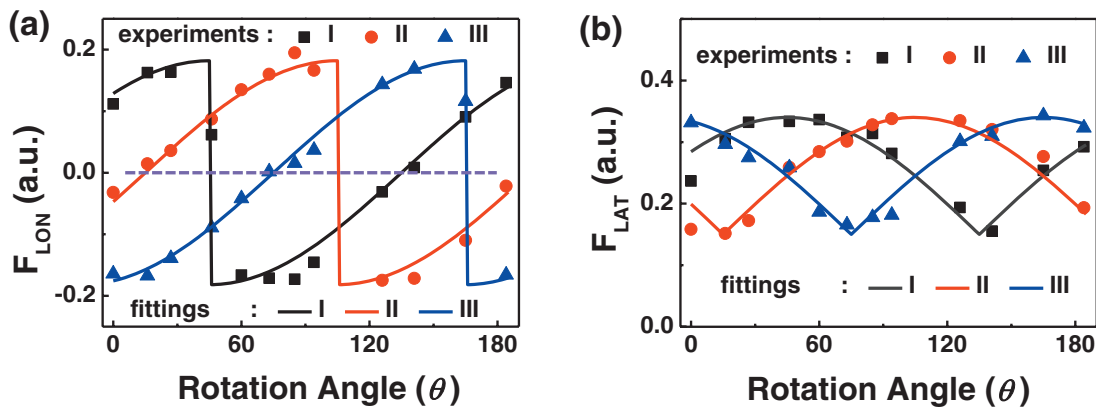 (a)
experiments : I II III
0.2
0.0
-0.2
F_LON (a.u.)
fittings : I II III
0 60 120 180
Rotation Angle (θ)
(b)
experiments : I II III
0.4
0.2
0.0
F_LAT (a.u.)
fittings : I II III
0 60 120 180
Rotation Angle (θ)